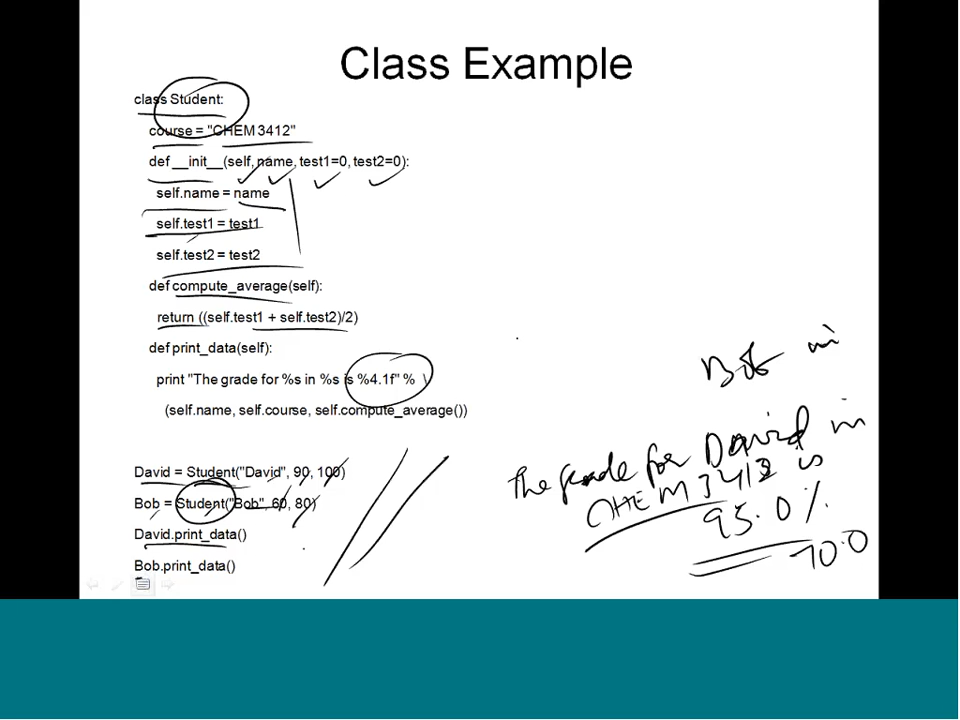 Class Example
class Student:
course = "CHEM 3412"
def __init__(self, name, test1=0, test2=0):
self.name = name
self.test1 = test1
self.test2 = test2
def compute_average(self):
return ((self.test1 + self.test2)/2)
def print_data(self):
print "The grade for %s in %s is %4.1f" % \
(self.name, self.course, self.compute_average())
David = Student("David", 90, 100)
Bob = Student("Bob", 60, 80)
David.print_data()
Bob.print_data()
Bob in
The grade for David in
CHEM 3412 is
95.0%
70.0